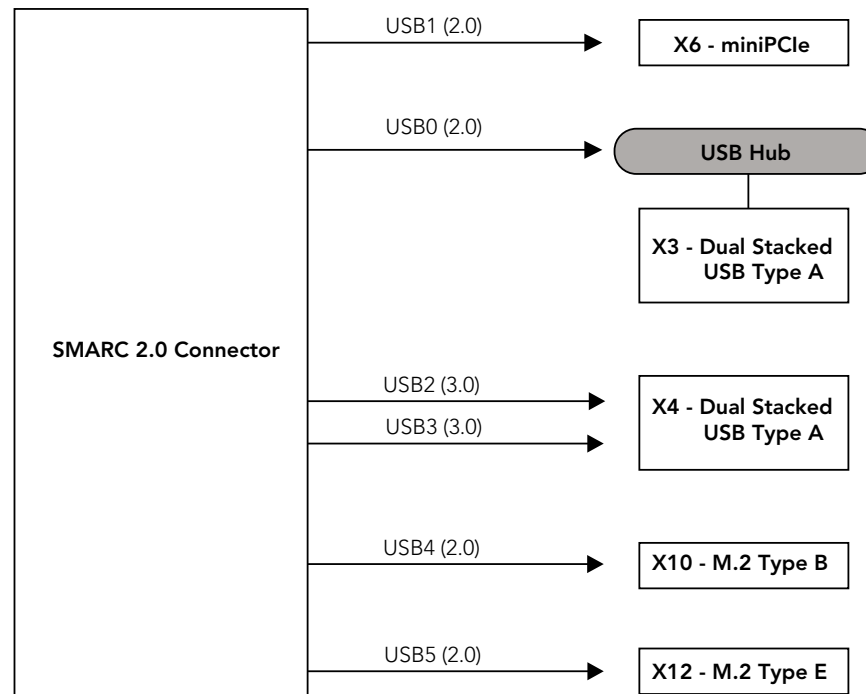 USB1 (2.0)
X6 - miniPCIe
USB0 (2.0)
USB Hub
X3 - Dual Stacked
USB Type A
SMARC 2.0 Connector
USB2 (3.0)
X4 - Dual Stacked
USB Type A
USB3 (3.0)
USB4 (2.0)
X10 - M.2 Type B
USB5 (2.0)
X12 - M.2 Type E